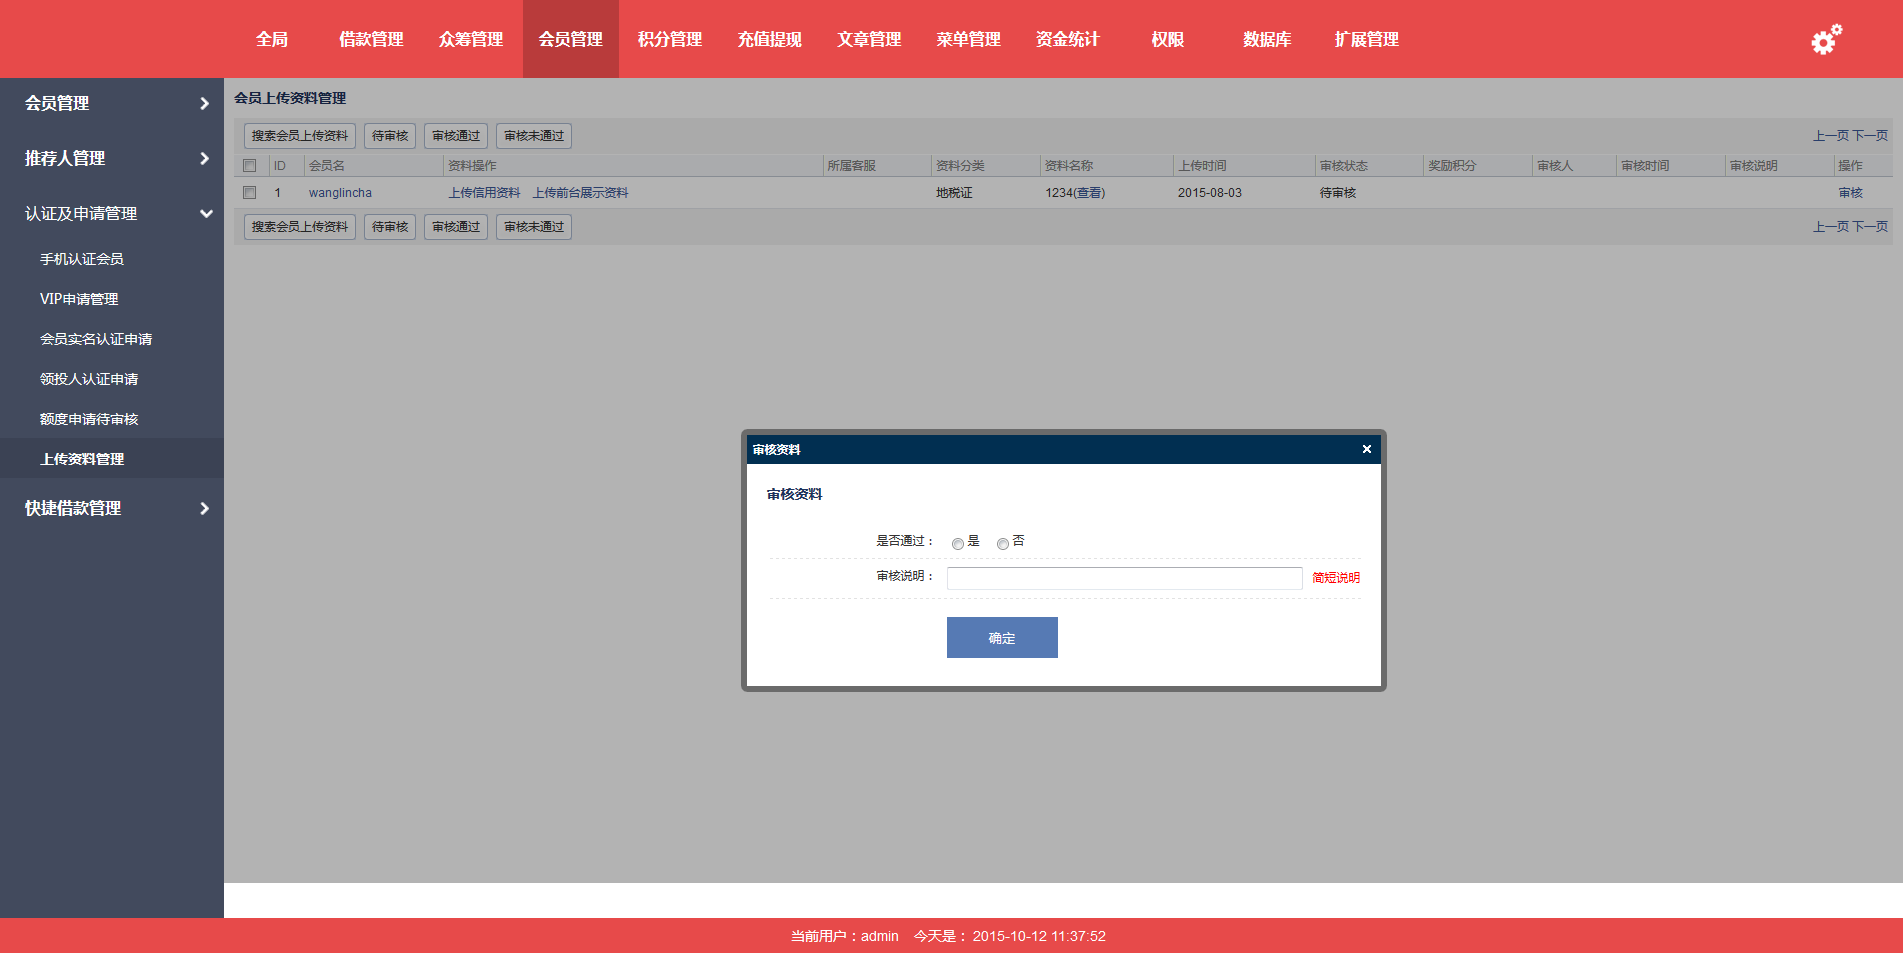 全局 借款管理 众筹管理 会员管理 积分管理 充值提现 文章管理 菜单管理 资金统计 权限 数据库 扩展管理
会员管理
推荐人管理
认证及申请管理
手机认证会员
VIP申请管理
会员实名认证申请
领投人认证申请
额度申请待审核
上传资料管理
快捷借款管理
会员上传资料管理
搜索会员上传资料 待审核 审核通过 审核未通过 上一页 下一页
ID 会员名 资料操作 所属客服 资料分类 资料名称 上传时间 审核状态 奖励积分 审核人 审核时间 审核说明 操作
1 wanglincha 上传信用资料 上传前台展示资料 地税证 1234(查看) 2015-08-03 待审核 审核
搜索会员上传资料 待审核 审核通过 审核未通过 上一页 下一页
审核资料
审核资料
是否通过： 是 否
审核说明： 简短说明
确定
当前用户：admin 今天是： 2015-10-12 11:37:52